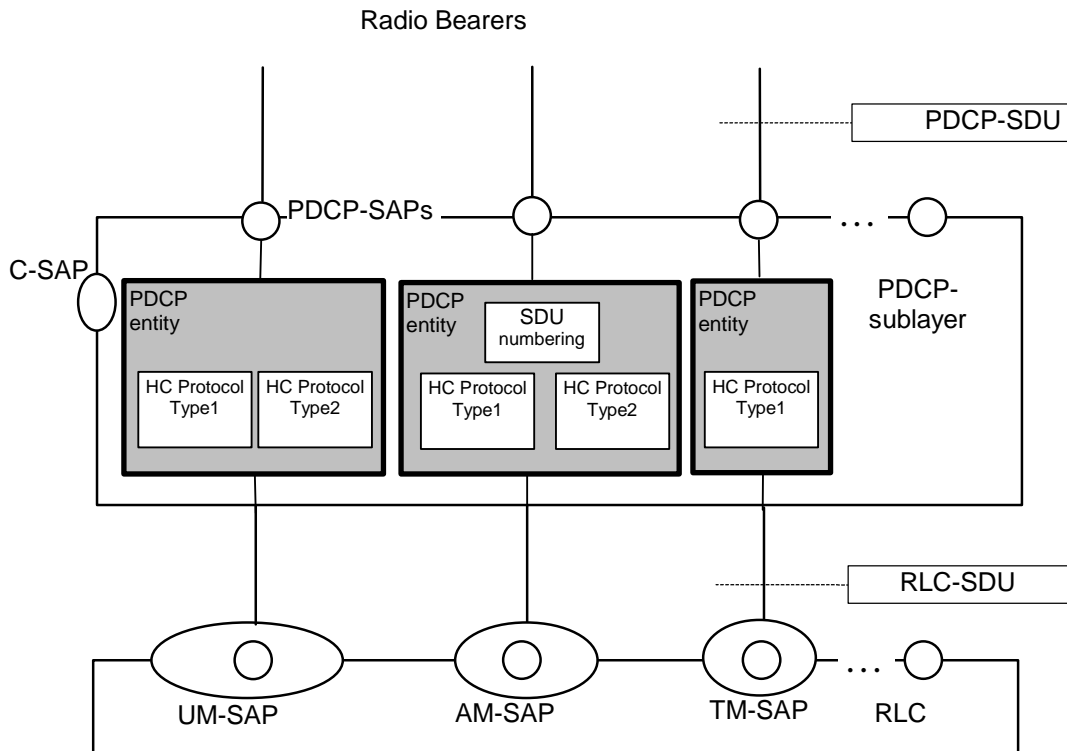 Radio Bearers
PDCP-SDU
PDCP-SAPs
...
C-SAP
PDCP
entity
HC Protocol
Type1
HC Protocol
Type2
PDCP
entity
SDU
numbering
HC Protocol
Type1
HC Protocol
Type2
PDCP
entity
HC Protocol
Type1
PDCP-
sublayer
RLC-SDU
...
UM-SAP
AM-SAP
TM-SAP
RLC